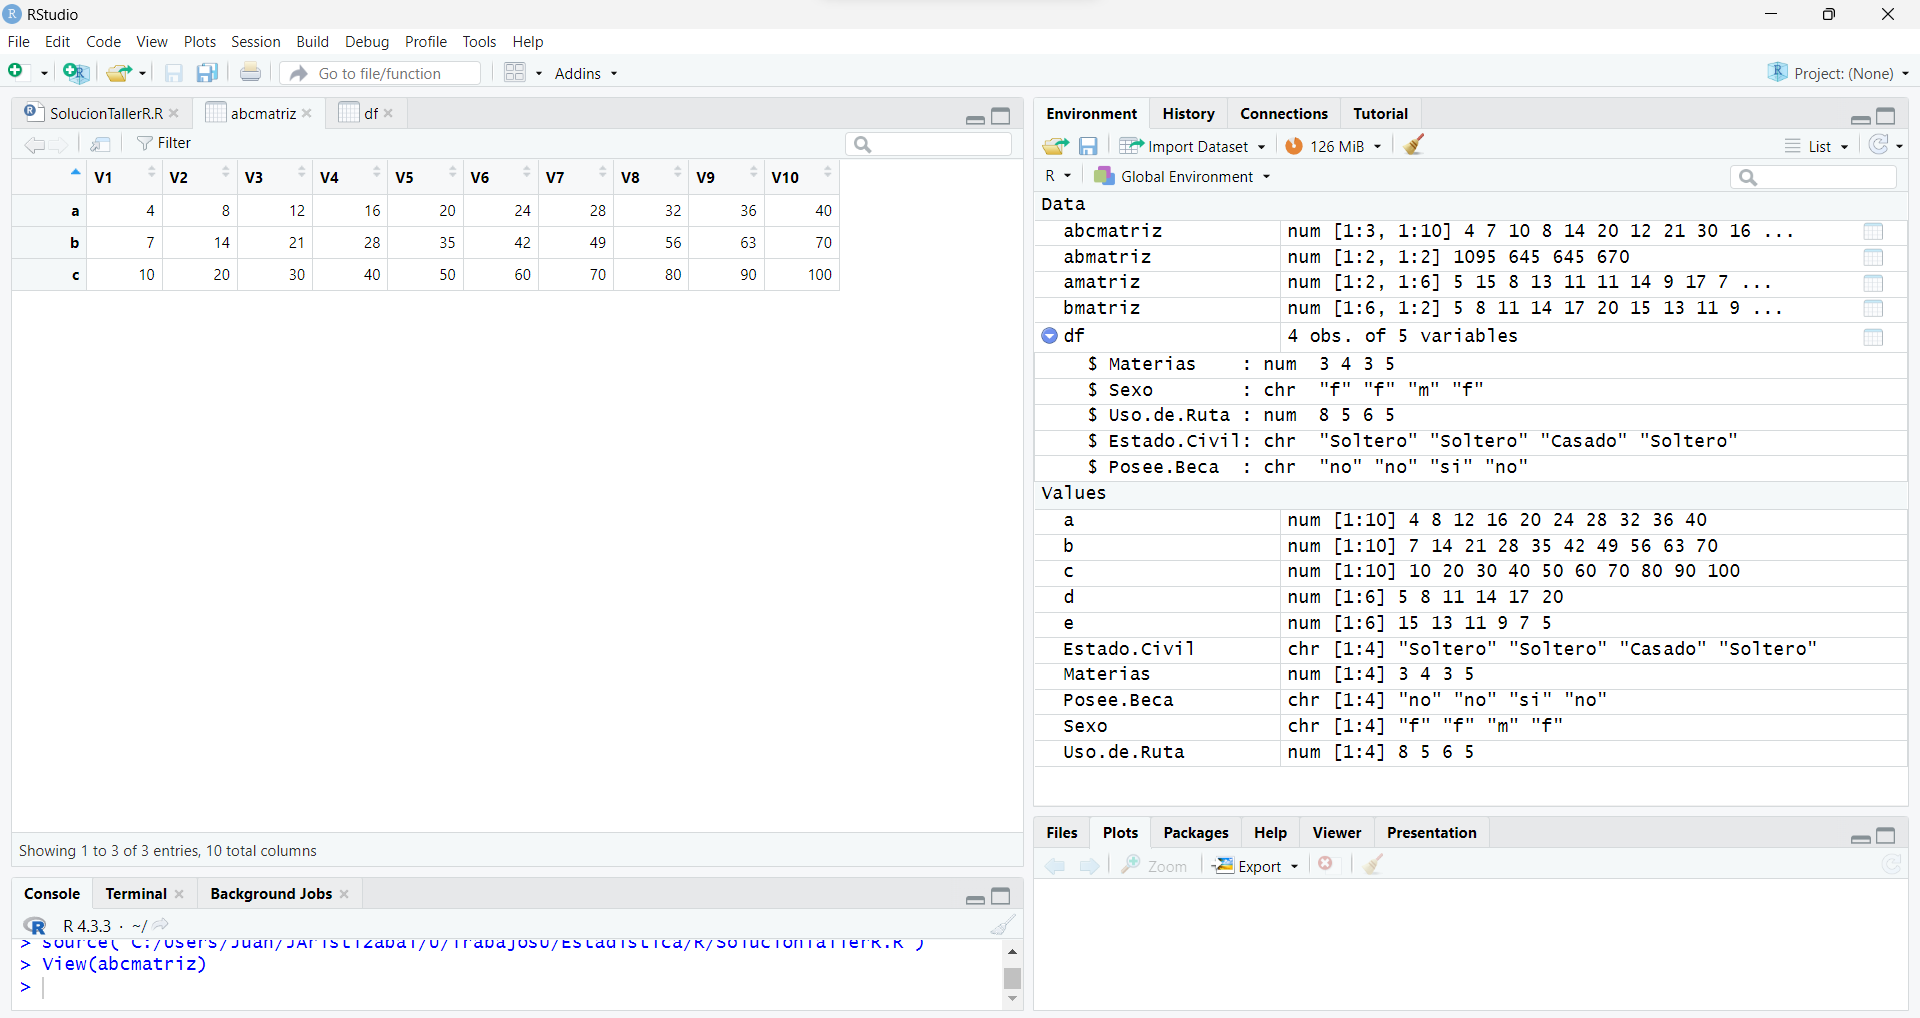 RStudio
File Edit Code View Plots Session Build Debug Profile Tools Help
Go to file/function Addins Project: (None)
SolucionTallerR.R abcmatriz df
Filter
V1 V2 V3 V4 V5 V6 V7 V8 V9 V10
a 4 8 12 16 20 24 28 32 36 40
b 7 14 21 28 35 42 49 56 63 70
c 10 20 30 40 50 60 70 80 90 100
Showing 1 to 3 of 3 entries, 10 total columns
Console Terminal Background Jobs
R 4.3.3 · ~/
> source("C:/Users/Juan/JAristizabal/U/TrabajosU/Estadistica/R/SolucionTallerR.R")
> View(abcmatriz)
>
Environment History Connections Tutorial
Import Dataset 126 MiB List
R Global Environment
Data
abcmatriz num [1:3, 1:10] 4 7 10 8 14 20 12 21 30 16 ...
abmatriz num [1:2, 1:2] 1095 645 645 670
amatriz num [1:2, 1:6] 5 15 8 13 11 11 14 9 17 7 ...
bmatriz num [1:6, 1:2] 5 8 11 14 17 20 15 13 11 9 ...
df 4 obs. of 5 variables
$ Materias : num 3 4 3 5
$ Sexo : chr "f" "f" "m" "f"
$ Uso.de.Ruta : num 8 5 6 5
$ Estado.Civil: chr "Soltero" "Soltero" "Casado" "Soltero"
$ Posee.Beca : chr "no" "no" "si" "no"
Values
a num [1:10] 4 8 12 16 20 24 28 32 36 40
b num [1:10] 7 14 21 28 35 42 49 56 63 70
c num [1:10] 10 20 30 40 50 60 70 80 90 100
d num [1:6] 5 8 11 14 17 20
e num [1:6] 15 13 11 9 7 5
Estado.Civil chr [1:4] "Soltero" "Soltero" "Casado" "Soltero"
Materias num [1:4] 3 4 3 5
Posee.Beca chr [1:4] "no" "no" "si" "no"
Sexo chr [1:4] "f" "f" "m" "f"
Uso.de.Ruta num [1:4] 8 5 6 5
Files Plots Packages Help Viewer Presentation
Zoom Export